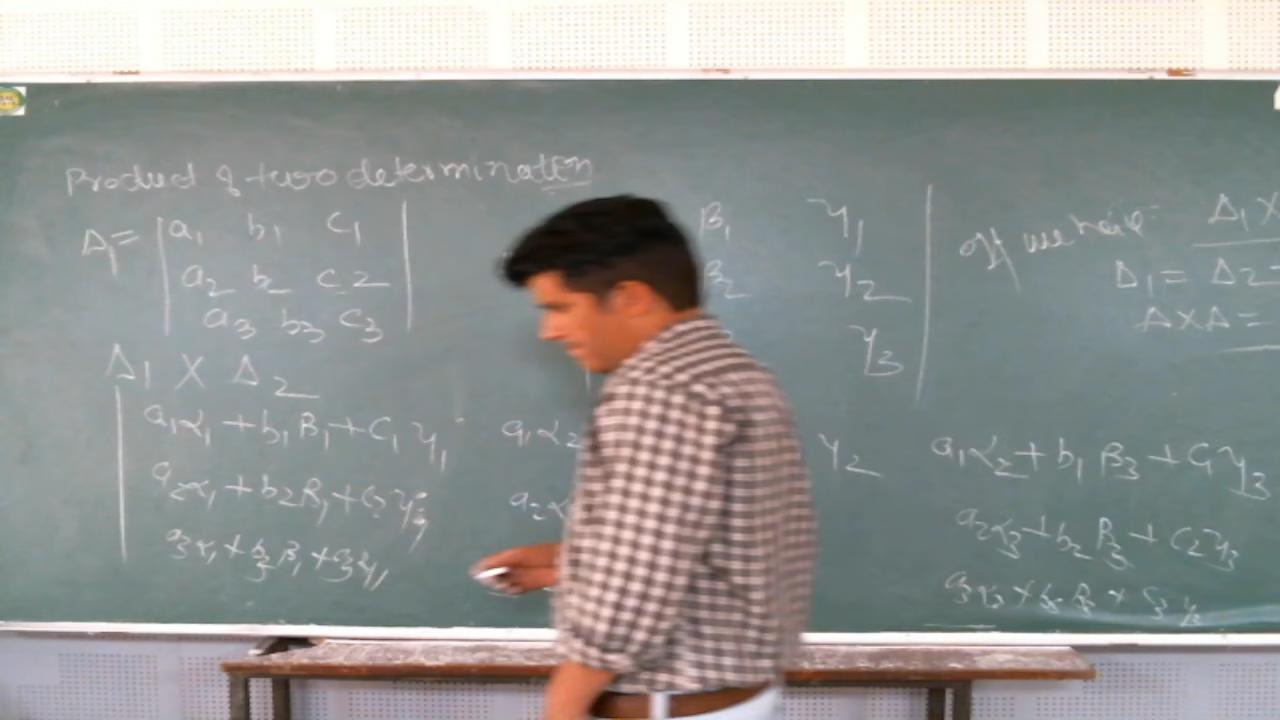 Product of two determinaten
Δ₁ = | a₁ b₁ c₁ | β₁ γ₁ | If we have Δ₁ X
a₂ b₂ c₂ | β₂ γ₂ | Δ₁ = Δ₂
a₃ b₃ c₃ | γ₃ | Δ X Δ =
Δ₁ X Δ₂
| a₁α₁ + b₁β₁ + c₁γ₁ a₁α₂ γ₂ a₁α₂ + b₁β₃ + c₁γ₃
a₂α₁ + b₂β₁ + c₂γ₁ a₂α a₂α₃ + b₂β₃ + c₂γ₃
a₃α₁ + b₃β₁ + c₃γ₁ a₃α₃ + b₃β₃ + c₃γ₃